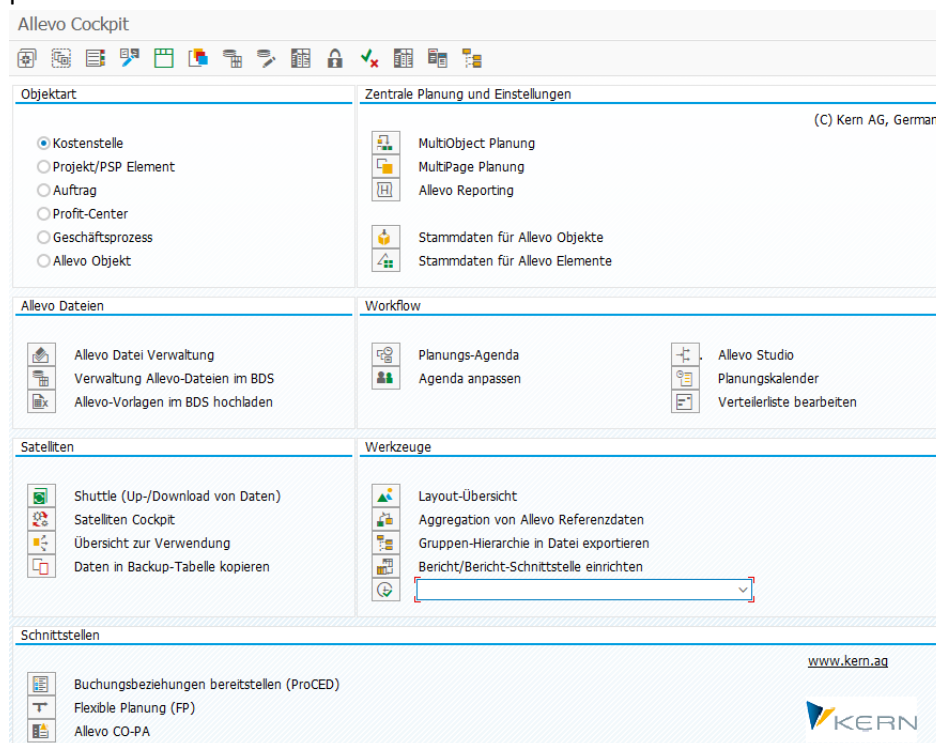 Allevo Cockpit
Objektart
Zentrale Planung und Einstellungen
(C) Kern AG, German
Kostenstelle
MultiObject Planung
Projekt/PSP Element
MultiPage Planung
Auftrag
Allevo Reporting
Profit-Center
Geschäftsprozess
Stammdaten für Allevo Objekte
Allevo Objekt
Stammdaten für Allevo Elemente
Allevo Dateien
Workflow
Allevo Datei Verwaltung
Planungs-Agenda
. Allevo Studio
Verwaltung Allevo-Dateien im BDS
Agenda anpassen
Planungskalender
Allevo-Vorlagen im BDS hochladen
Verteilerliste bearbeiten
Satelliten
Werkzeuge
Shuttle (Up-/Download von Daten)
Layout-Übersicht
Satelliten Cockpit
Aggregation von Allevo Referenzdaten
Übersicht zur Verwendung
Gruppen-Hierarchie in Datei exportieren
Daten in Backup-Tabelle kopieren
Bericht/Bericht-Schnittstelle einrichten
Schnittstellen
www.kern.ag
Buchungsbeziehungen bereitstellen (ProCED)
Flexible Planung (FP)
Allevo CO-PA
KERN